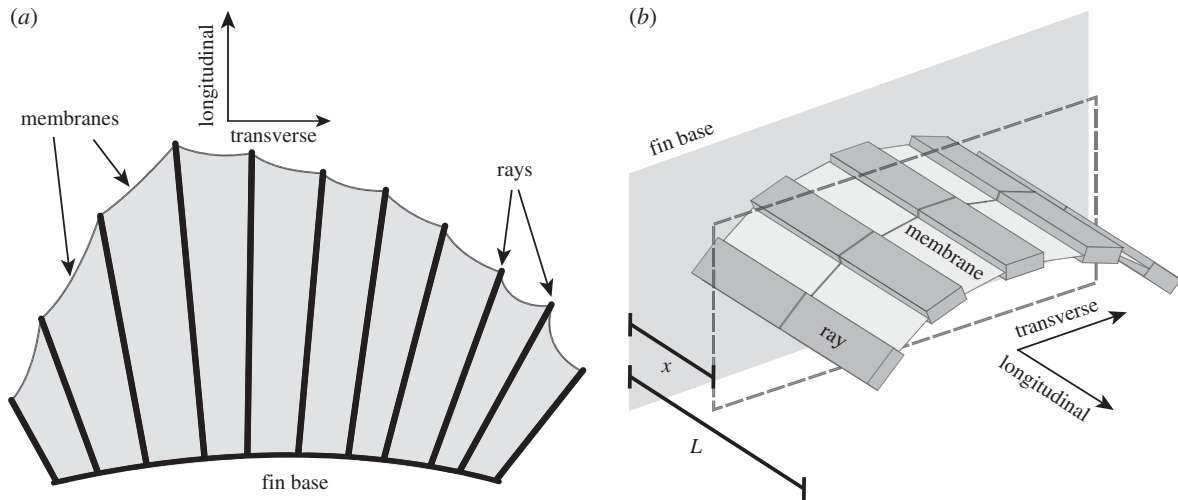 (a)
longitudinal
transverse
membranes
rays
fin base
(b)
fin base
membrane
ray
transverse
longitudinal
x
L